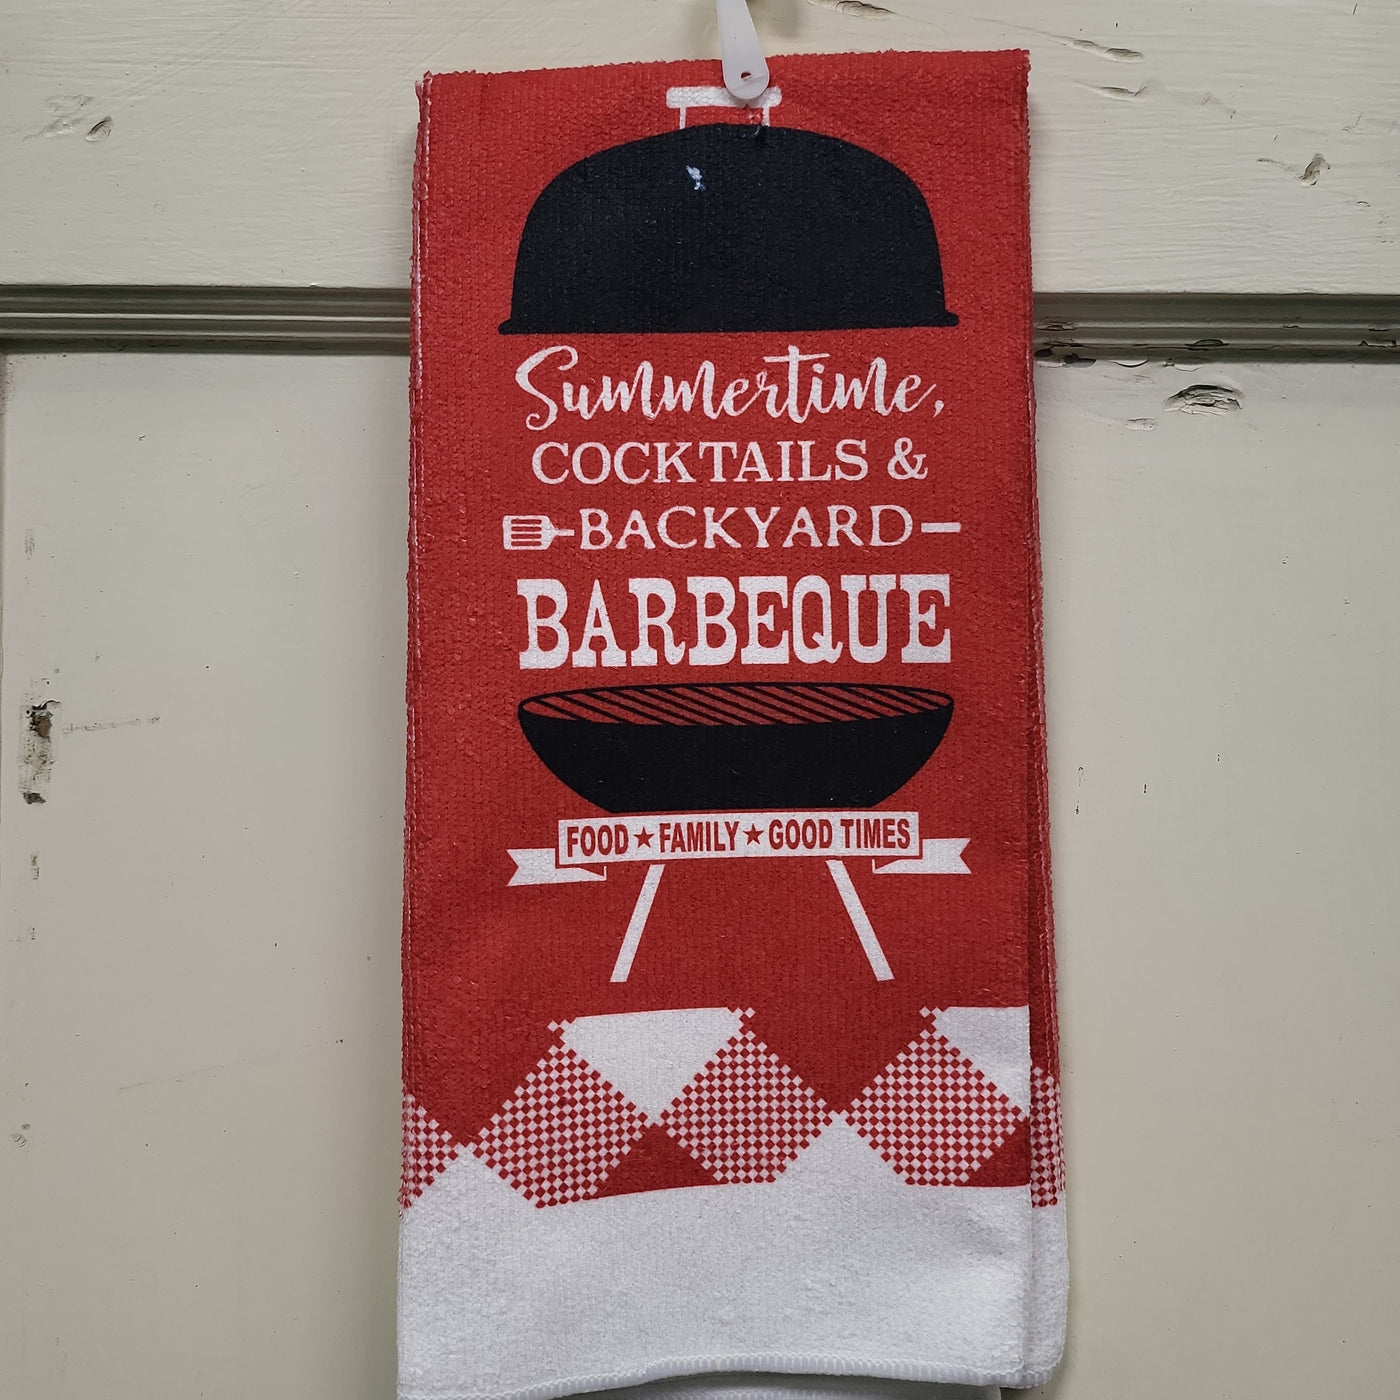 Summertime,
COCKTAILS &
BACKYARD
BARBEQUE
FOOD★FAMILY★GOOD TIMES